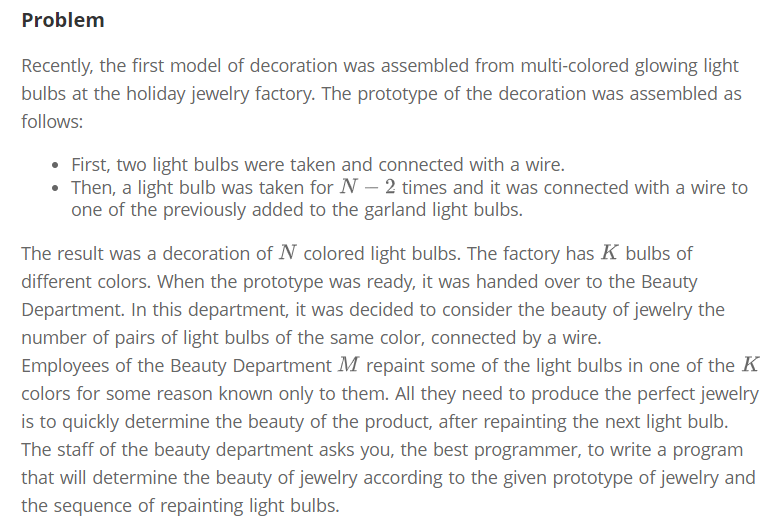 Problem
Recently, the first model of decoration was assembled from multi-colored glowing light
bulbs at the holiday jewelry factory. The prototype of the decoration was assembled as
follows:
• First, two light bulbs were taken and connected with a wire.
• Then, a light bulb was taken for N − 2 times and it was connected with a wire to
one of the previously added to the garland light bulbs.
The result was a decoration of N colored light bulbs. The factory has K bulbs of
different colors. When the prototype was ready, it was handed over to the Beauty
Department. In this department, it was decided to consider the beauty of jewelry the
number of pairs of light bulbs of the same color, connected by a wire.
Employees of the Beauty Department M repaint some of the light bulbs in one of the K
colors for some reason known only to them. All they need to produce the perfect jewelry
is to quickly determine the beauty of the product, after repainting the next light bulb.
The staff of the beauty department asks you, the best programmer, to write a program
that will determine the beauty of jewelry according to the given prototype of jewelry and
the sequence of repainting light bulbs.